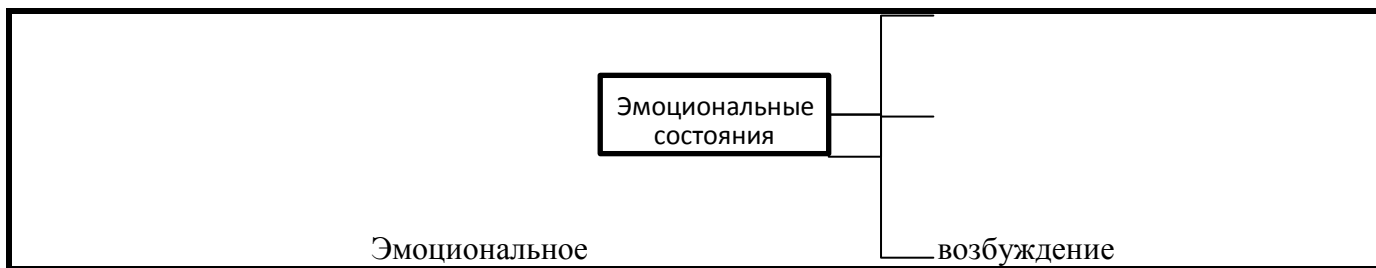 Эмоциональные
состояния
Эмоциональное возбуждение